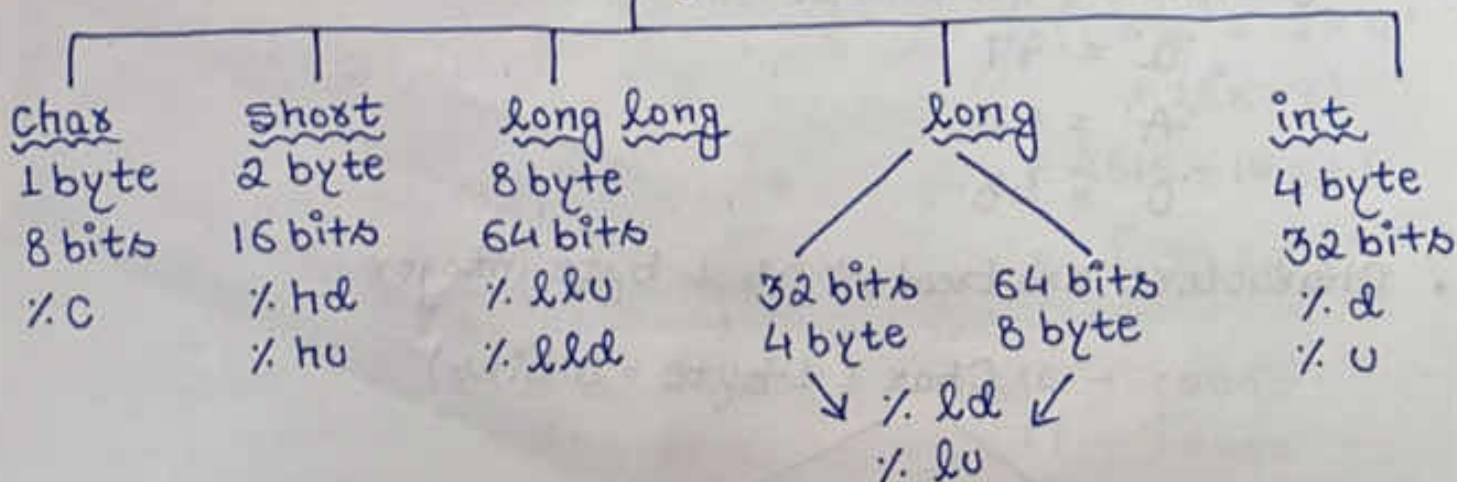 char
1 byte
8 bits
% c
short
2 byte
16 bits
% hd
% hu
long long
8 byte
64 bits
% llu
% lld
long
32 bits
4 byte
64 bits
8 byte
% ld
% lu
int
4 byte
32 bits
% d
% u